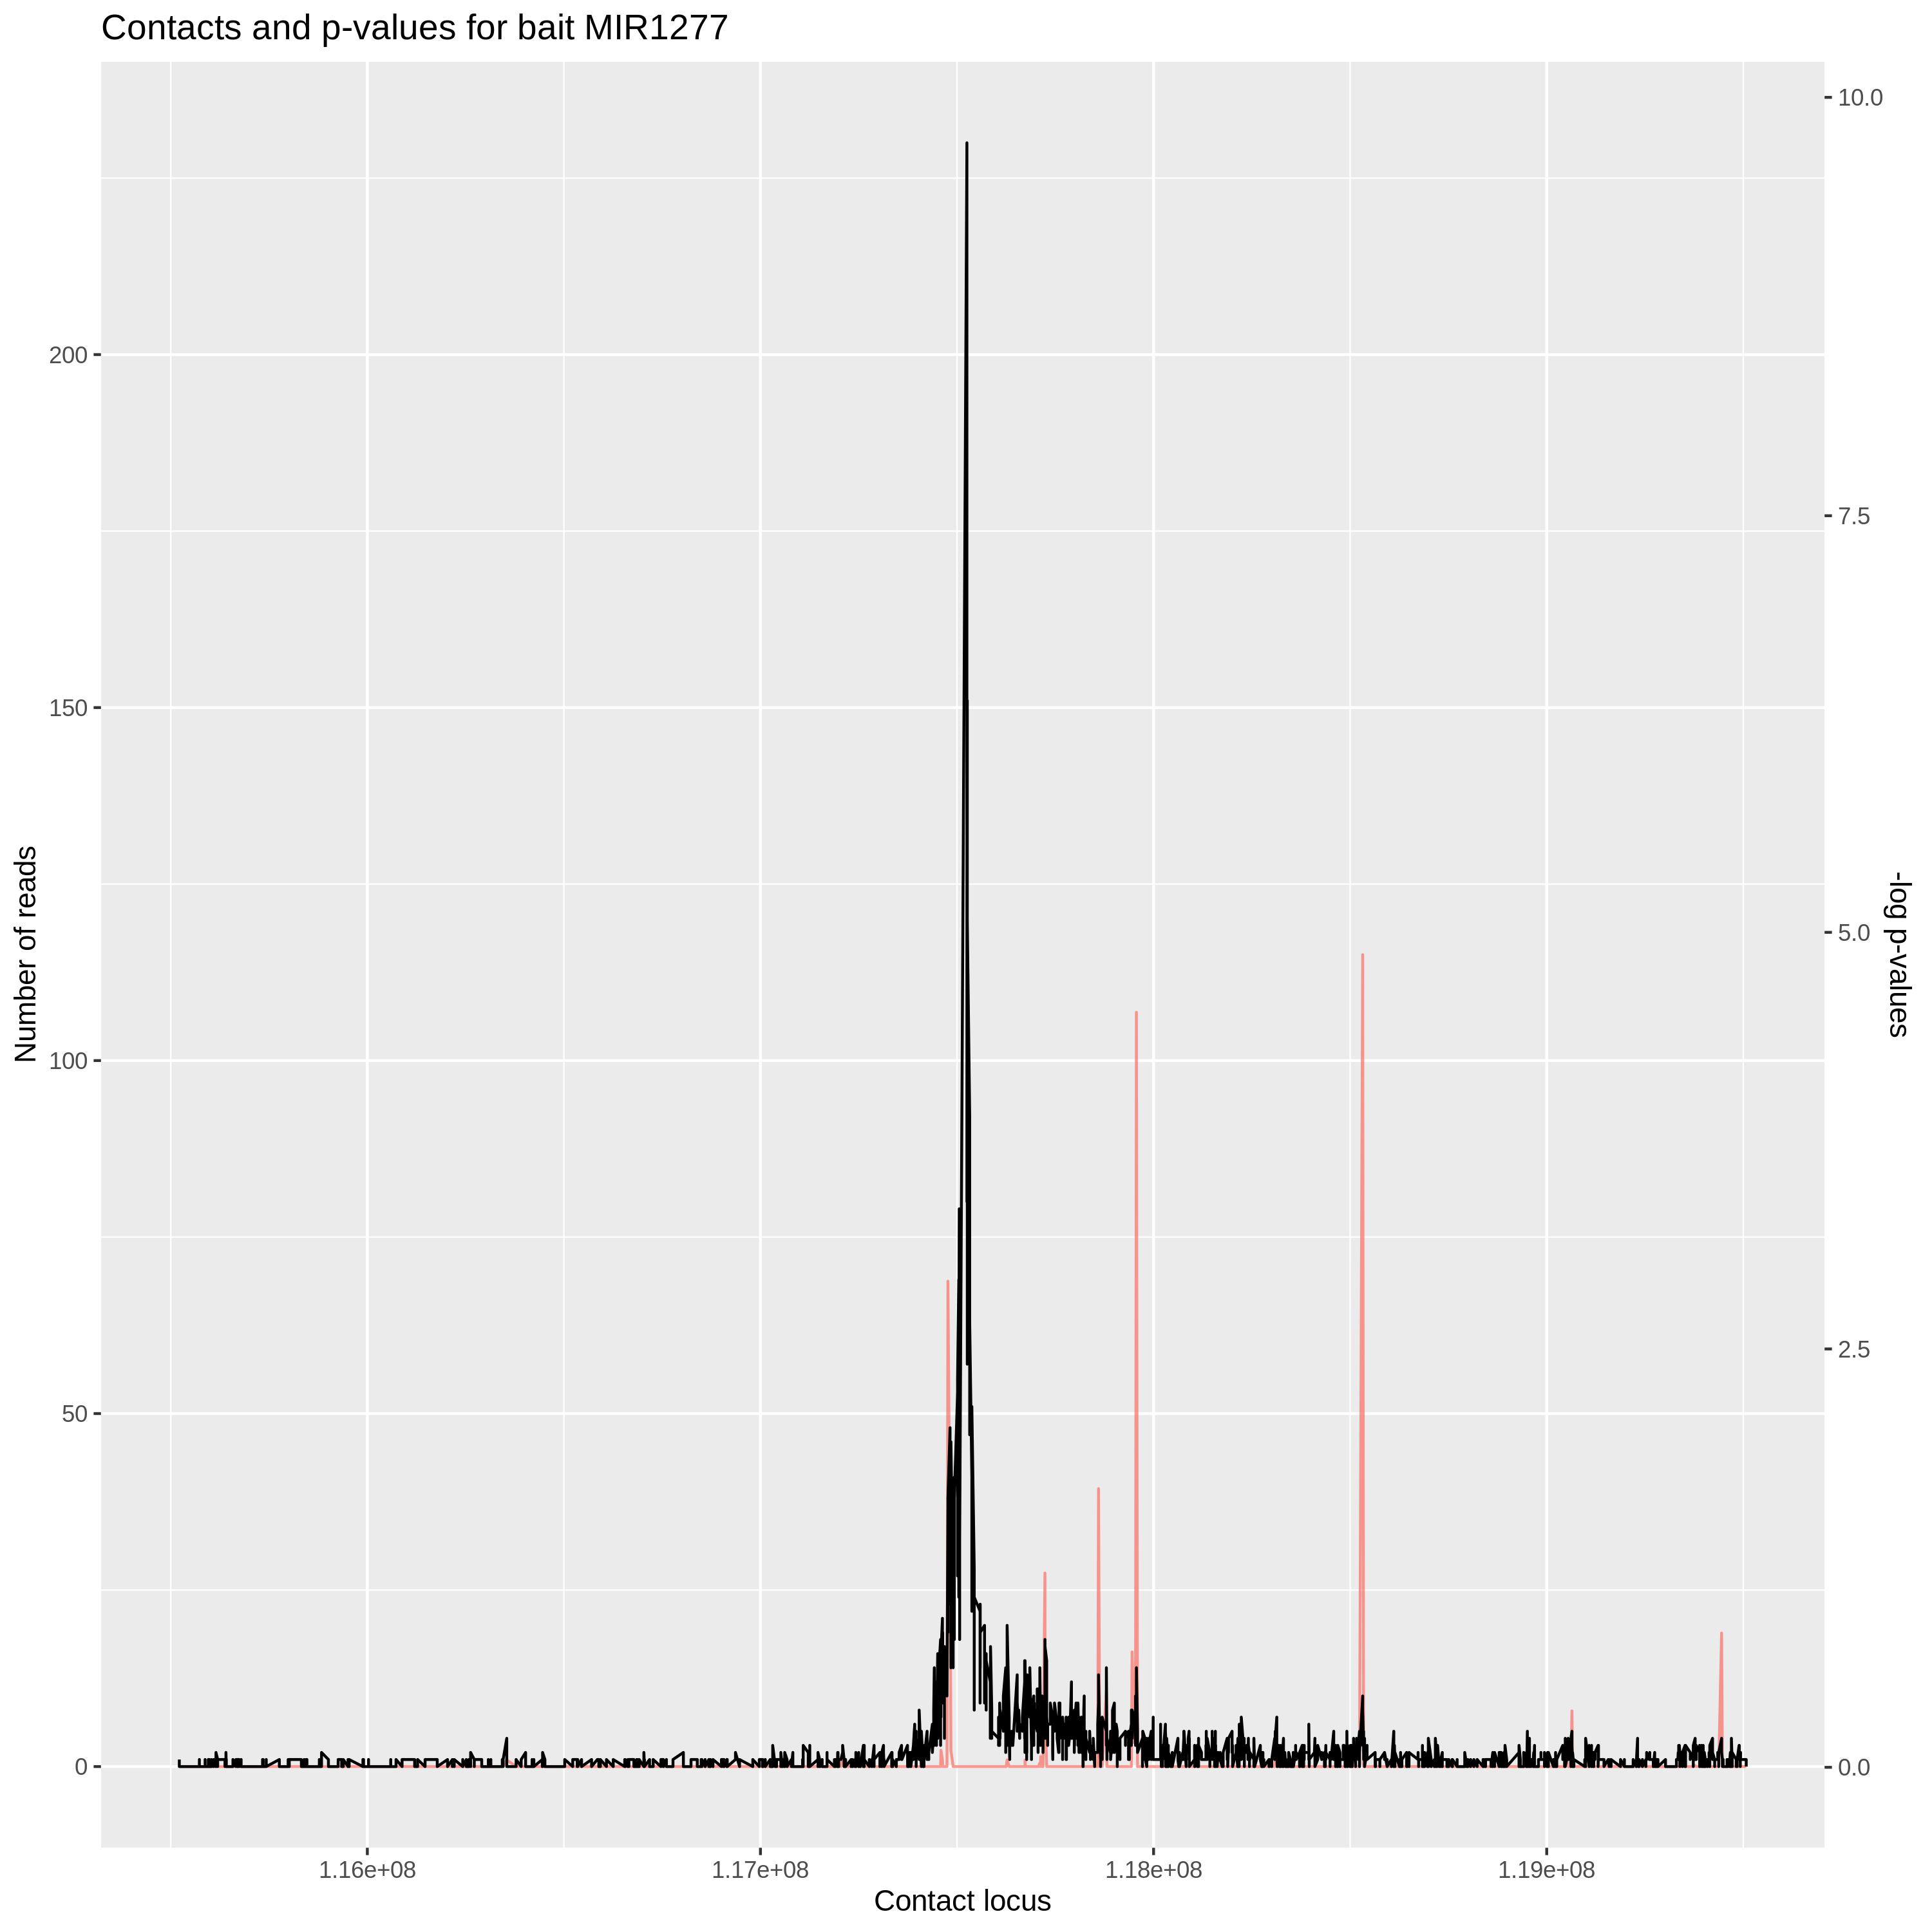 Contacts and p-values for bait MIR1277
Number of reads
200
150
100
50
0
10.0
7.5
5.0
2.5
0.0
-log p-values
1.16e+08
1.17e+08
1.18e+08
1.19e+08
Contact locus